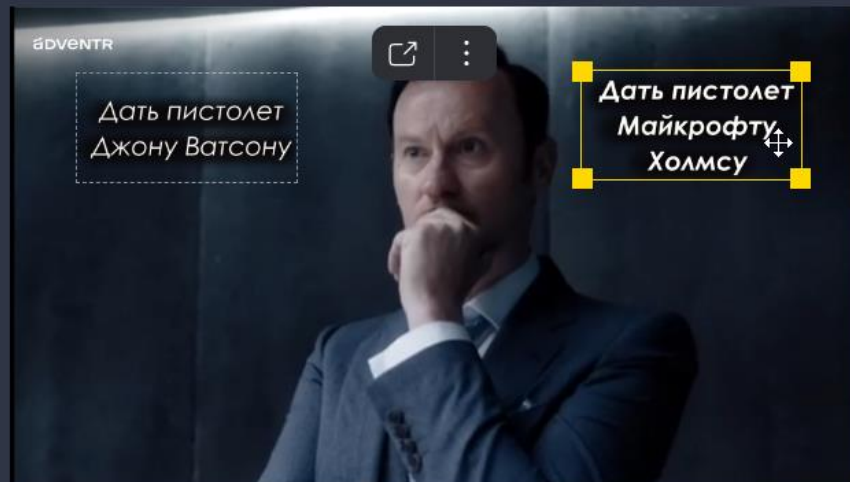 adventr
Дать пистолет
Джону Ватсону
Дать пистолет
Майкрофту
Холмсу